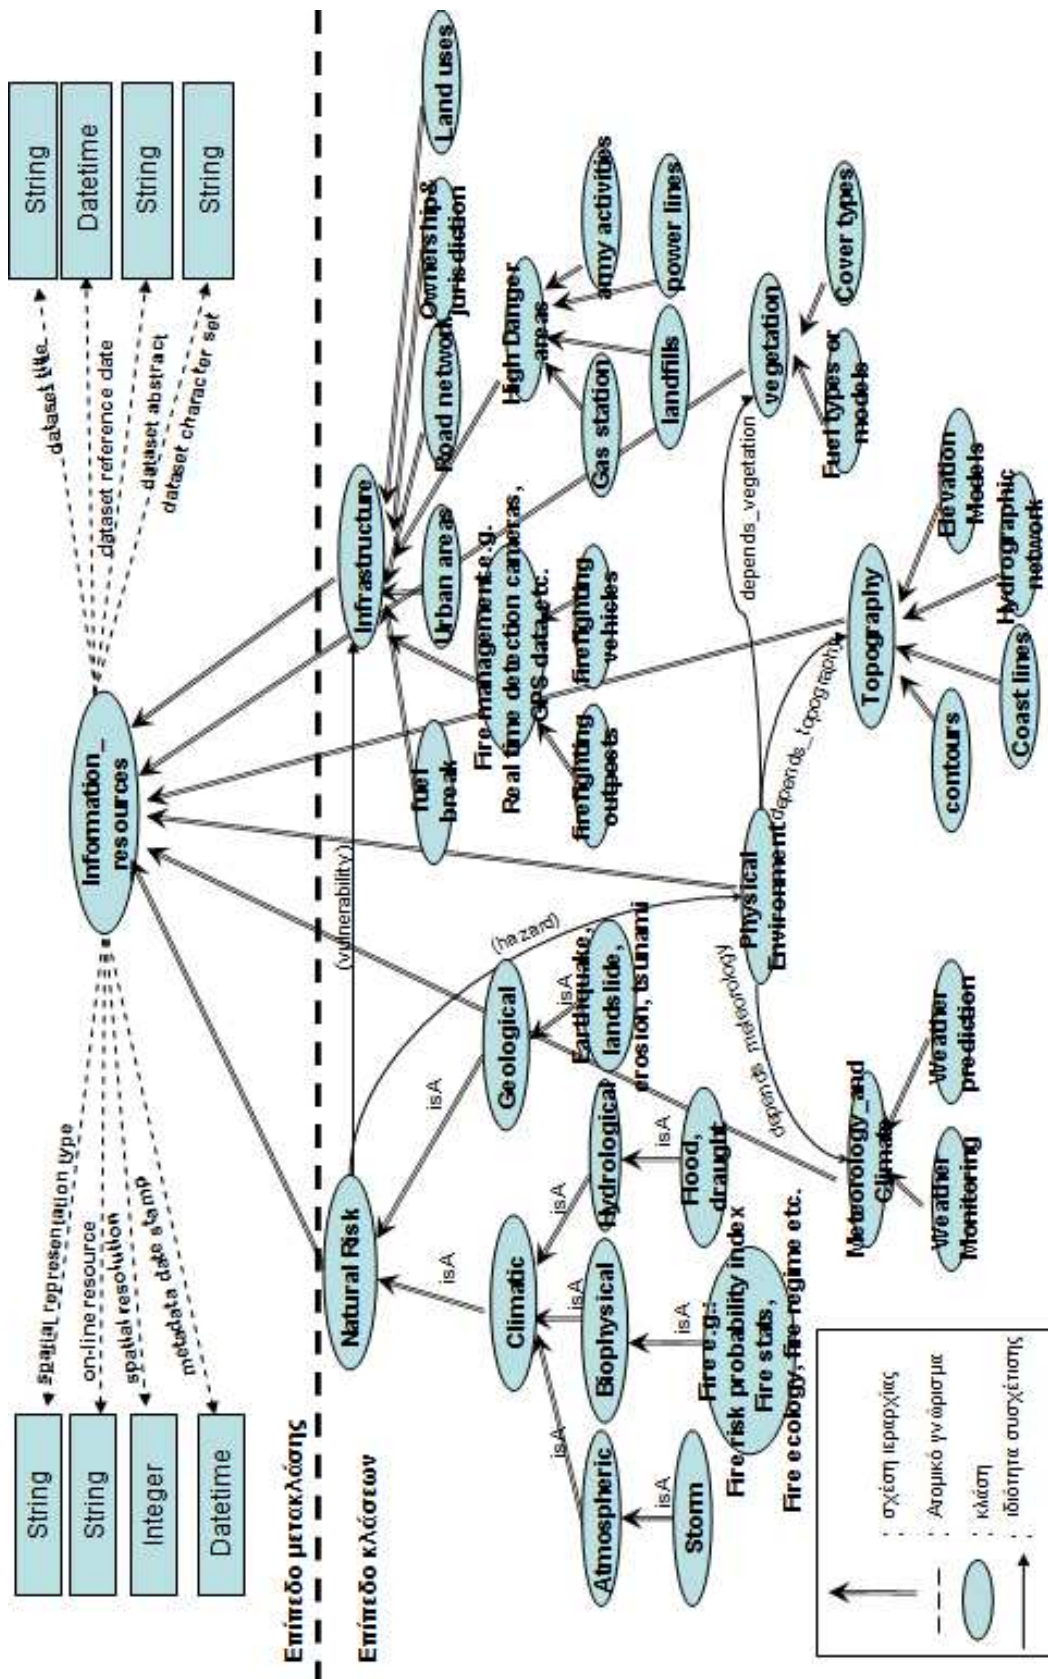 String
String
Integer
Datetime
spatial representation type
on-line resource
spatial resolution
metadata date stamp
Information_
resources
dataset title
dataset reference date
dataset abstract
dataset character set
String
Datetime
String
String
Επίπεδο μετακλάσης
Επίπεδο κλάσεων
Natural Risk
(vulnerability)
Infrastructure
isA
isA
(hazard)
fuel
break
Urban areas
Road network
Ownership&
jurisdiction
Land uses
Climatic
Geological
Fire management e.g.
Real time detection cameras,
GPS data etc.
High Danger
areas
isA
isA
isA
isA
Atmospheric
Biophysical
Hydrological
Earthquake,
landslide,
erosion, tsunami
firefighting
outposts
firefighting
vehicles
Gas station
army activities
isA
isA
isA
landfills
power lines
Storm
Fire e.g.:
Fire risk probability index
Fire stats,
Fire ecology, fire regime etc.
Flood,
draught
depends_meteorology
Physical
Environment
depends_topography
depends_vegetation
vegetation
Meteorology_and
Climate
Topography
Fuel types or
models
Cover types
Weather
Monitoring
Weather
prediction
contours
Coast lines
Elevation
Models
Hydrographic
network
: σχέση ιεραρχίας
: Ατομικό γνώρισμα
: κλάση
: ιδιότητα συσχέτισης